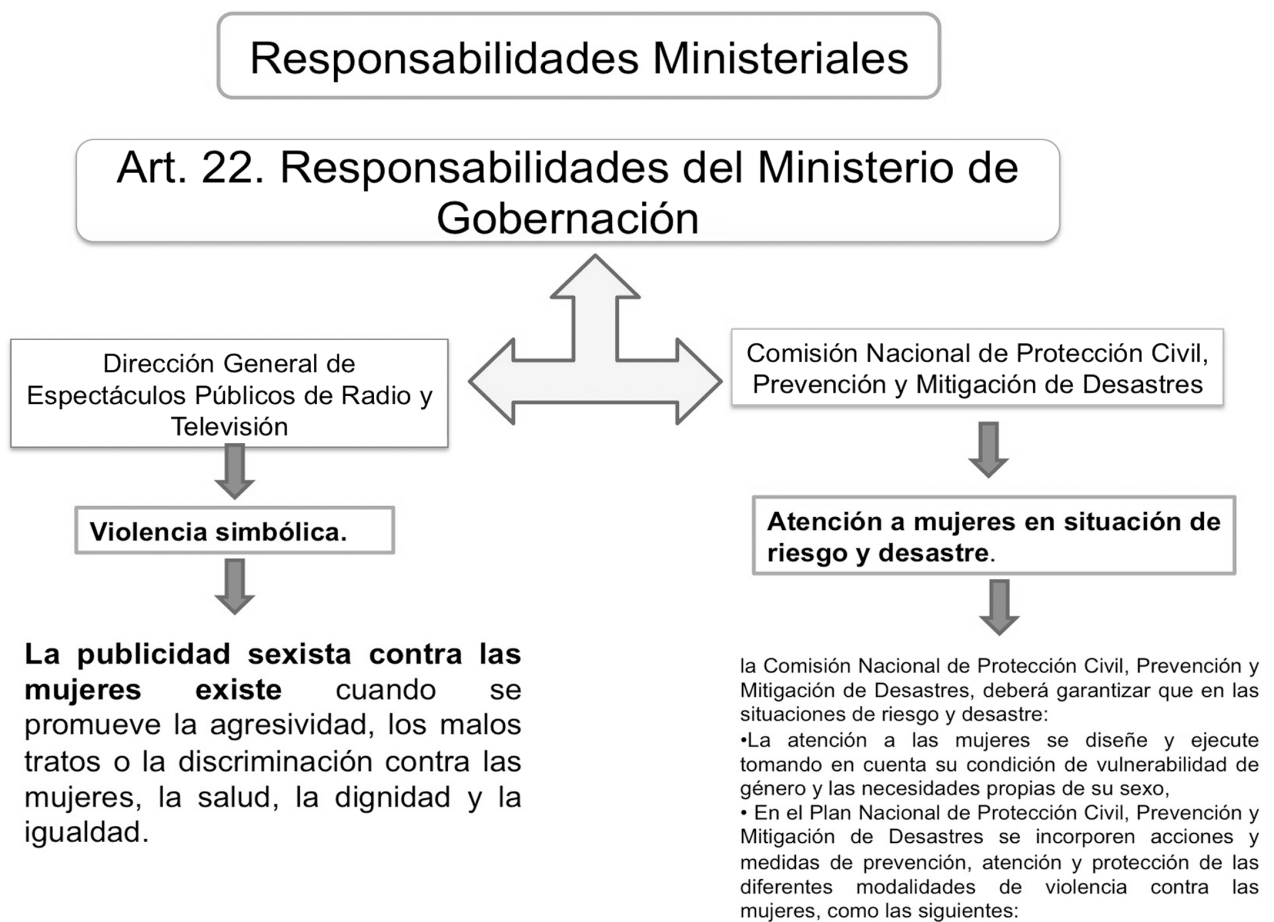 Responsabilidades Ministeriales
Art. 22. Responsabilidades del Ministerio de
Gobernación
Dirección General de
Espectáculos Públicos de Radio y
Televisión
Violencia simbólica.
La publicidad sexista contra las
mujeres existe cuando se
promueve la agresividad, los malos
tratos o la discriminación contra las
mujeres, la salud, la dignidad y la
igualdad.
Comisión Nacional de Protección Civil,
Prevención y Mitigación de Desastres
Atención a mujeres en situación de
riesgo y desastre.
la Comisión Nacional de Protección Civil, Prevención y
Mitigación de Desastres, deberá garantizar que en las
situaciones de riesgo y desastre:
•La atención a las mujeres se diseñe y ejecute
tomando en cuenta su condición de vulnerabilidad de
género y las necesidades propias de su sexo,
• En el Plan Nacional de Protección Civil, Prevención y
Mitigación de Desastres se incorporen acciones y
medidas de prevención, atención y protección de las
diferentes modalidades de violencia contra las
mujeres, como las siguientes: